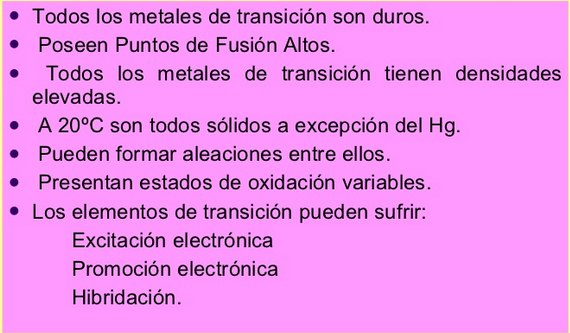 • Todos los metales de transición son duros.
• Poseen Puntos de Fusión Altos.
• Todos los metales de transición tienen densidades
elevadas.
• A 20ºC son todos sólidos a excepción del Hg.
• Pueden formar aleaciones entre ellos.
• Presentan estados de oxidación variables.
• Los elementos de transición pueden sufrir:
Excitación electrónica
Promoción electrónica
Hibridación.